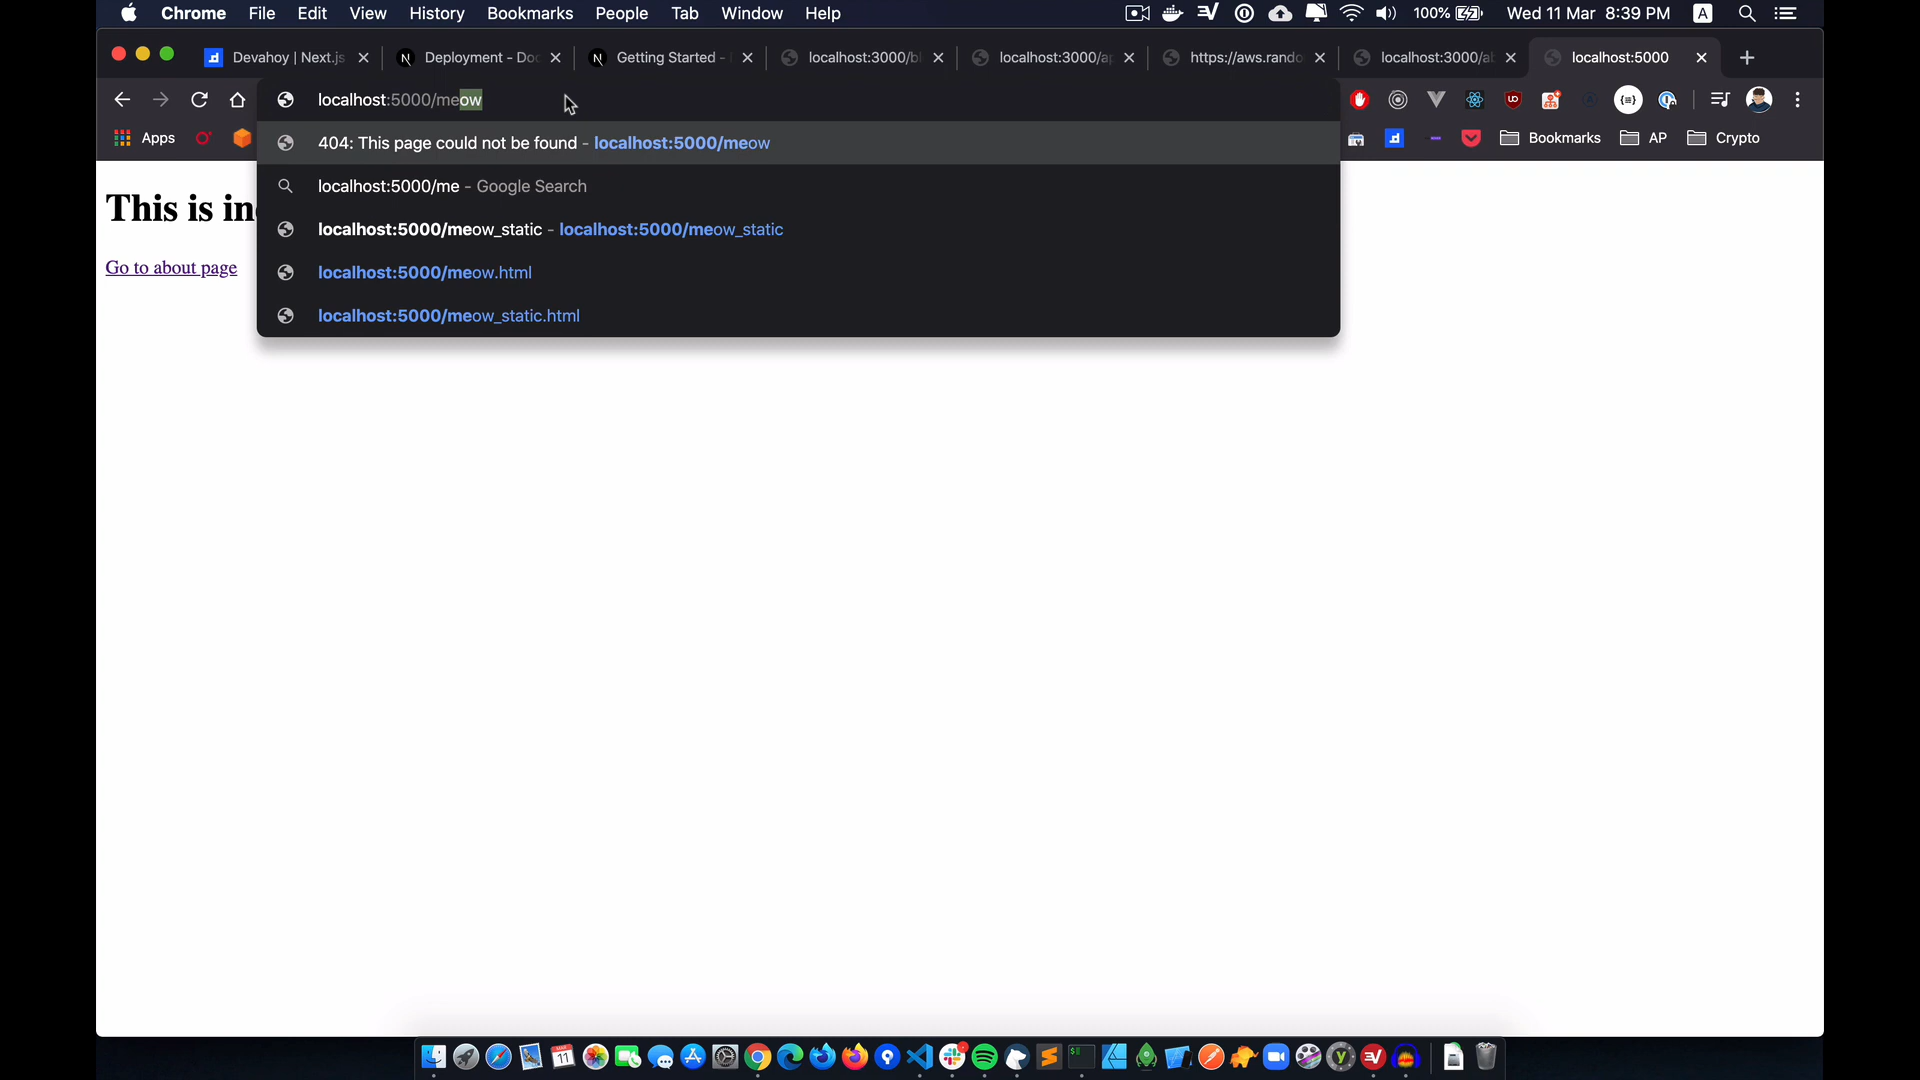 Chrome File Edit View History Bookmarks People Tab Window Help 100% Wed 11 Mar 8:39 PM A
Devahoy | Next.js Deployment - Doc Getting Started - localhost:3000/bl localhost:3000/ap https://aws.rando localhost:3000/ab localhost:5000
localhost:5000/meow
Apps Bookmarks AP Crypto
404: This page could not be found - localhost:5000/meow
localhost:5000/me - Google Search
This is in
localhost:5000/meow_static - localhost:5000/meow_static
Go to about page
localhost:5000/meow.html
localhost:5000/meow_static.html